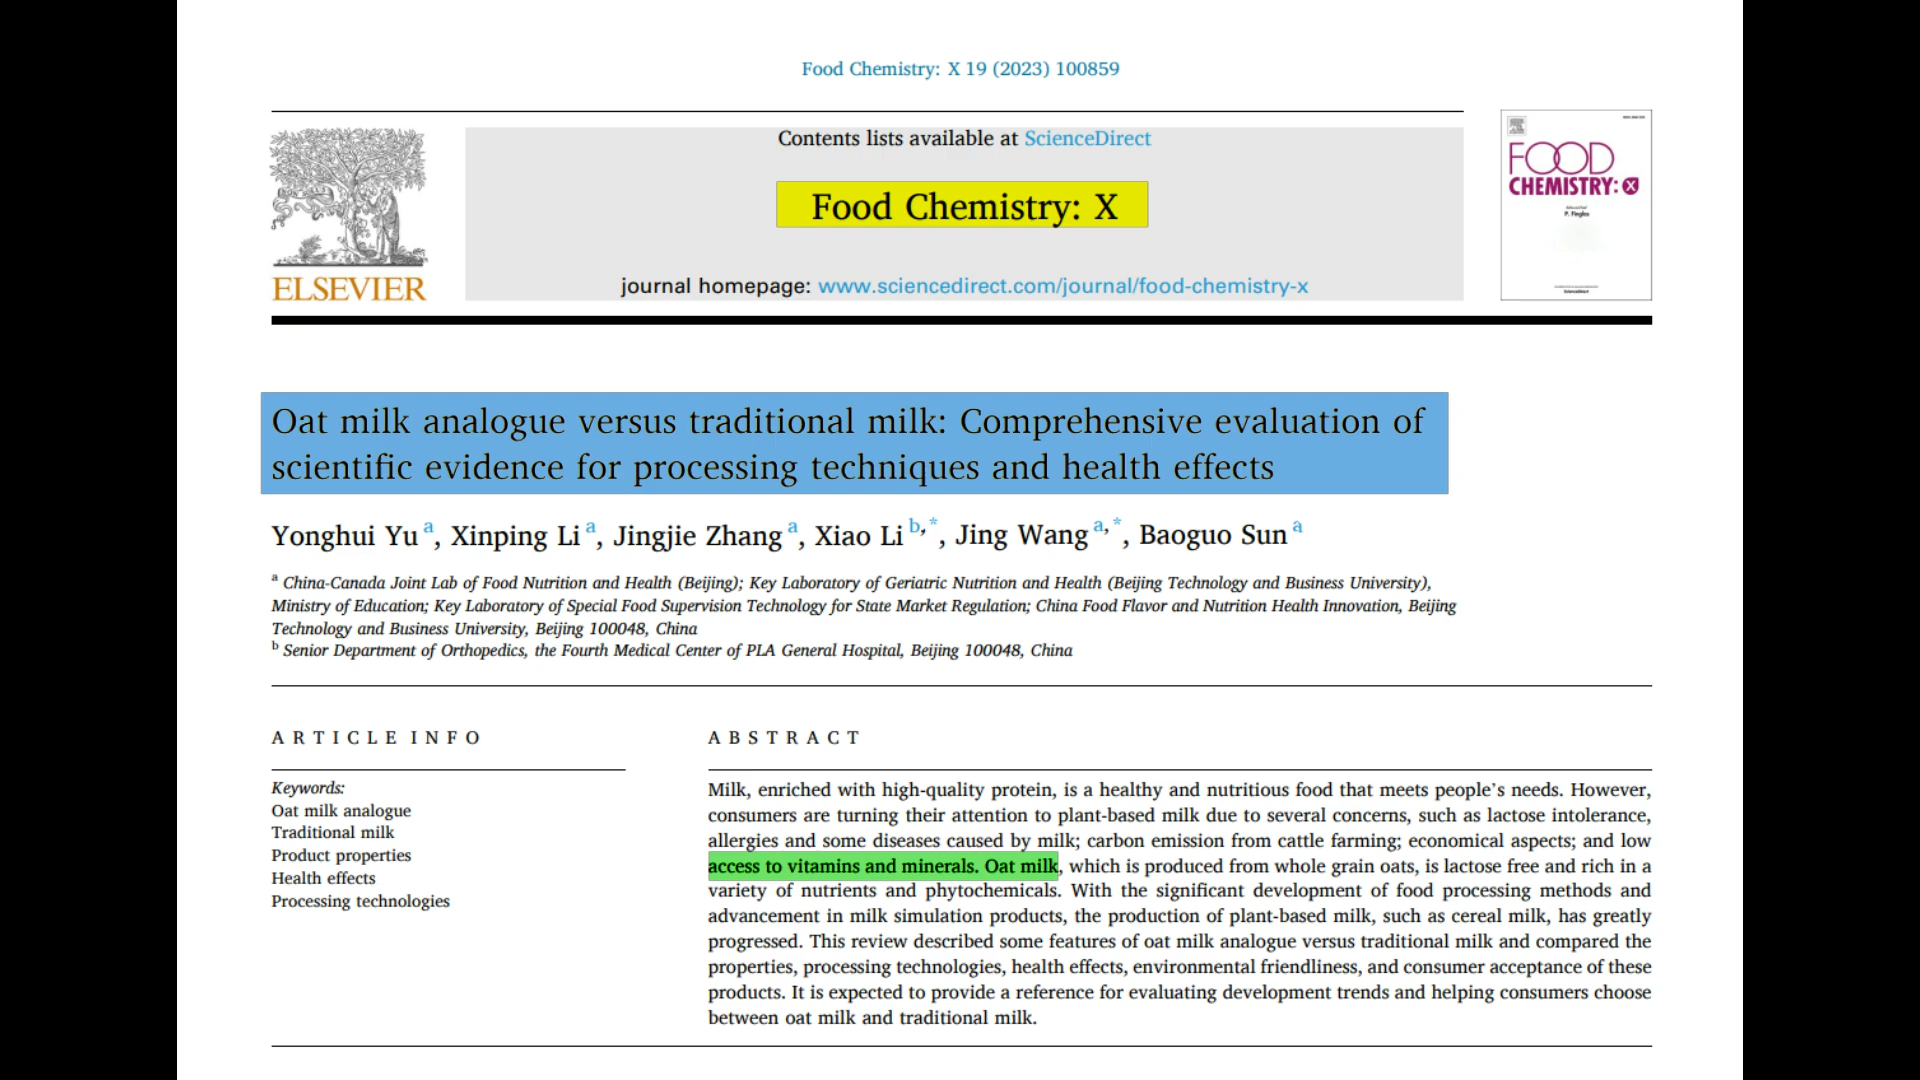 Food Chemistry: X 19 (2023) 100859
Contents lists available at ScienceDirect
Food Chemistry: X
journal homepage: www.sciencedirect.com/journal/food-chemistry-x
ELSEVIER
FOOD
CHEMISTRY: X
Oat milk analogue versus traditional milk: Comprehensive evaluation of
scientific evidence for processing techniques and health effects
Yonghui Yu a, Xinping Li a, Jingjie Zhang a, Xiao Li b,*, Jing Wang a,*, Baoguo Sun a
a China-Canada Joint Lab of Food Nutrition and Health (Beijing); Key Laboratory of Geriatric Nutrition and Health (Beijing Technology and Business University),
Ministry of Education; Key Laboratory of Special Food Supervision Technology for State Market Regulation; China Food Flavor and Nutrition Health Innovation, Beijing
Technology and Business University, Beijing 100048, China
b Senior Department of Orthopedics, the Fourth Medical Center of PLA General Hospital, Beijing 100048, China
ARTICLE INFO
Keywords:
Oat milk analogue
Traditional milk
Product properties
Health effects
Processing technologies
ABSTRACT
Milk, enriched with high-quality protein, is a healthy and nutritious food that meets people's needs. However,
consumers are turning their attention to plant-based milk due to several concerns, such as lactose intolerance,
allergies and some diseases caused by milk; carbon emission from cattle farming; economical aspects; and low
access to vitamins and minerals. Oat milk, which is produced from whole grain oats, is lactose free and rich in a
variety of nutrients and phytochemicals. With the significant development of food processing methods and
advancement in milk simulation products, the production of plant-based milk, such as cereal milk, has greatly
progressed. This review described some features of oat milk analogue versus traditional milk and compared the
properties, processing technologies, health effects, environmental friendliness, and consumer acceptance of these
products. It is expected to provide a reference for evaluating development trends and helping consumers choose
between oat milk and traditional milk.